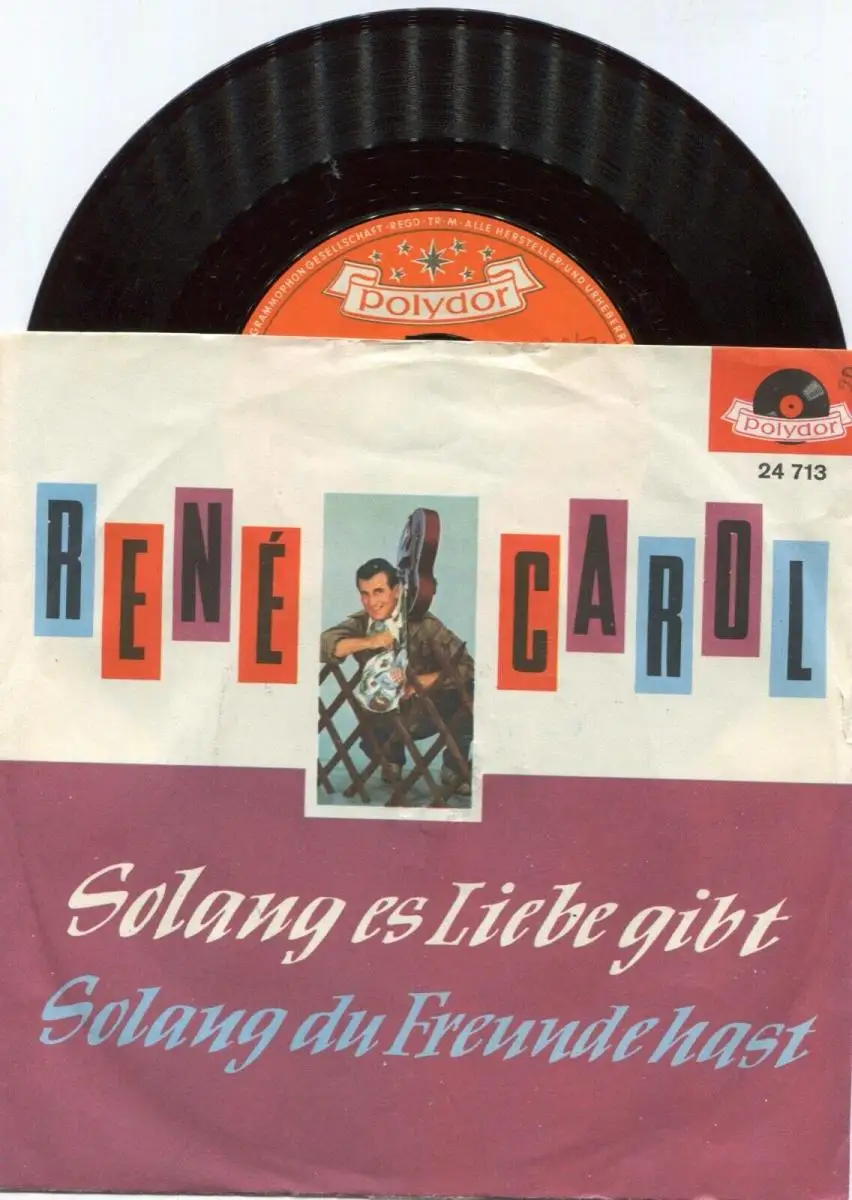 GRAMMOPHON GESELLSCHAFT · REGD · TR · M · ALLE HERSTELLER- UND URHEBERR
polydor
polydor
24 713
RENÉ CAROL
Solang es Liebe gibt
Solang du Freunde hast